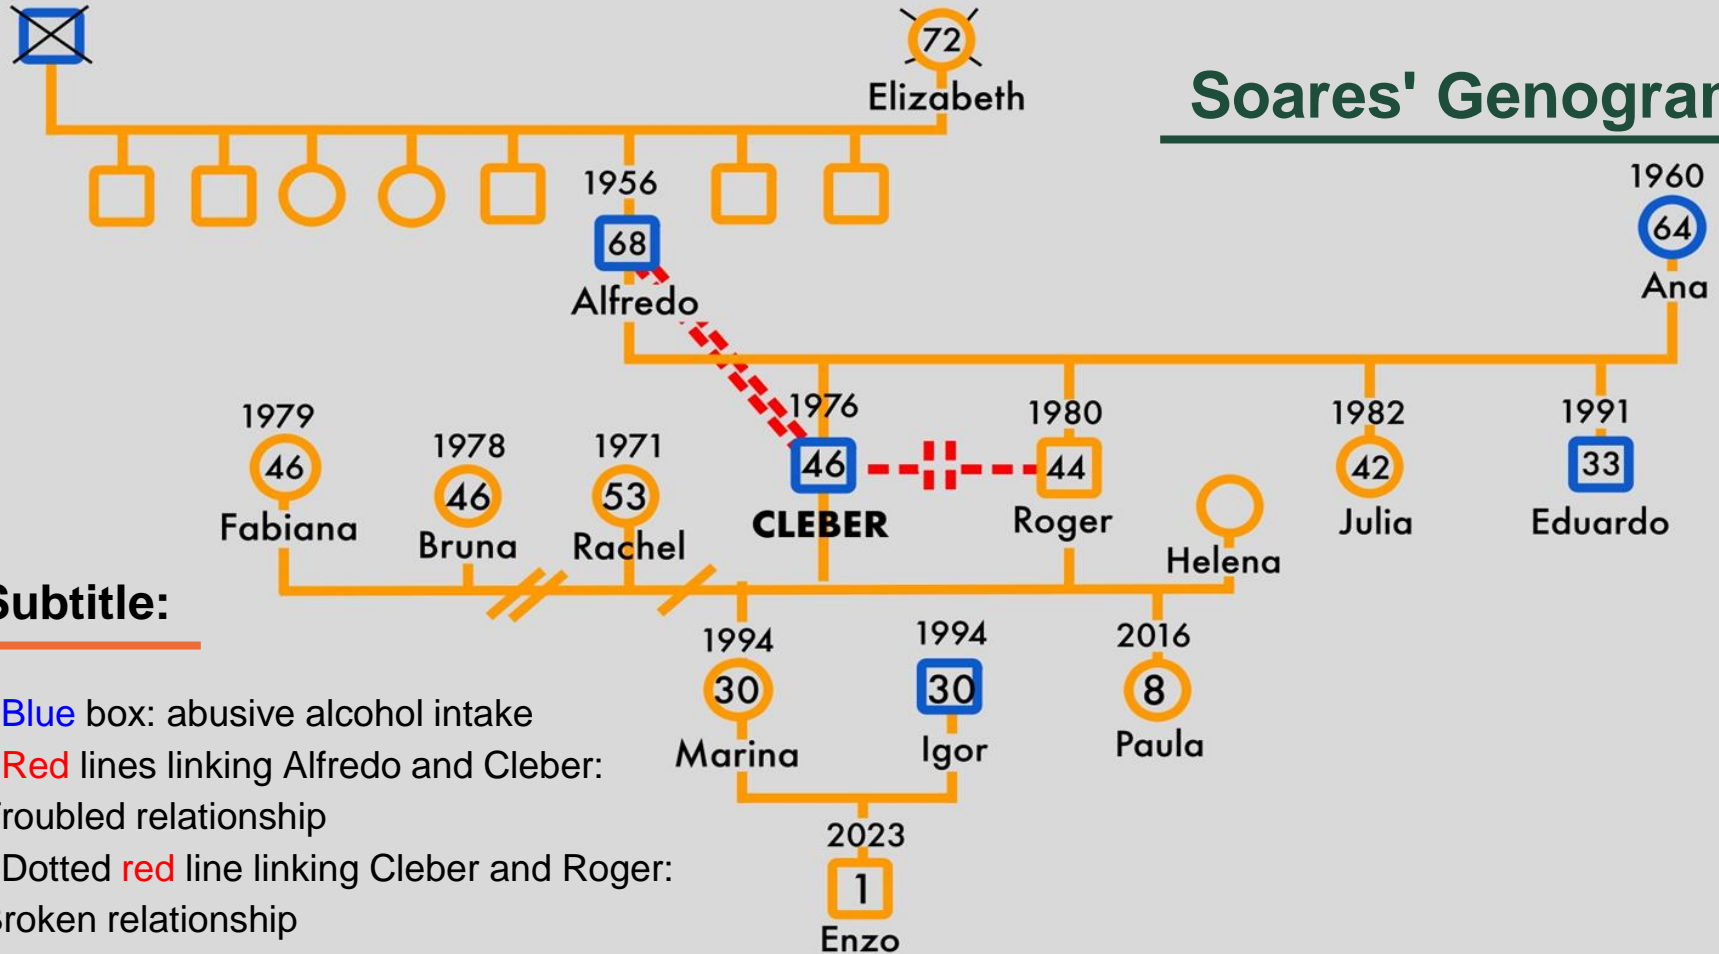 72
Elizabeth
Soares' Genogram
1956
68
Alfredo
1960
64
Ana
1979
46
Fabiana
1978
46
Bruna
1971
53
Rachel
1976
46
CLEBER
1980
44
Roger
Helena
1982
42
Julia
1991
33
Eduardo
Subtitle:
Blue box: abusive alcohol intake
Red lines linking Alfredo and Cleber:
Troubled relationship
Dotted red line linking Cleber and Roger:
Broken relationship
1994
30
Marina
1994
30
Igor
2016
8
Paula
2023
1
Enzo